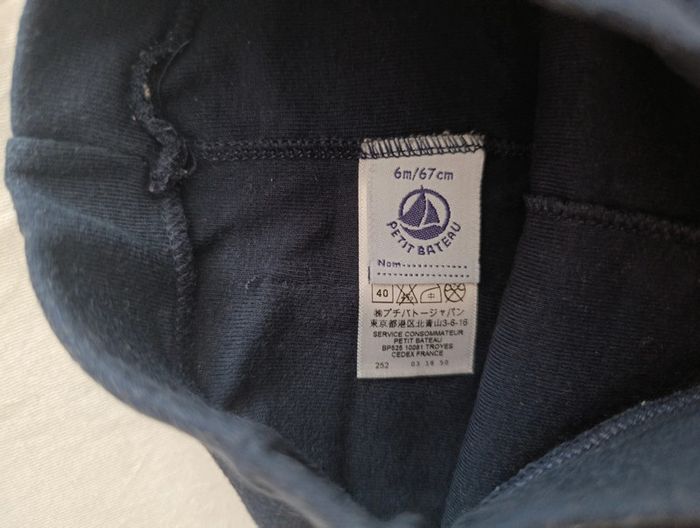 6m/67cm
PETIT BATEAU
Nom
40 中
㈱プチバトージャパン
東京都港区北青山3-6-16
SERVICE CONSOMMATEUR
PETIT BATEAU
BP525 10081 TROYES
CEDEX FRANCE
252 03 18 50